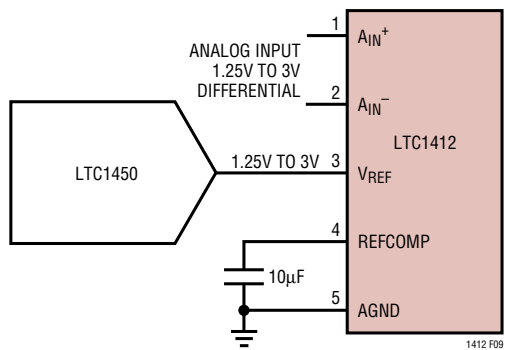 1
A_IN^+
ANALOG INPUT
1.25V TO 3V
DIFFERENTIAL
2
A_IN^–
LTC1412
LTC1450
1.25V TO 3V
3
V_REF
4
REFCOMP
10µF
5
AGND
1412 F09